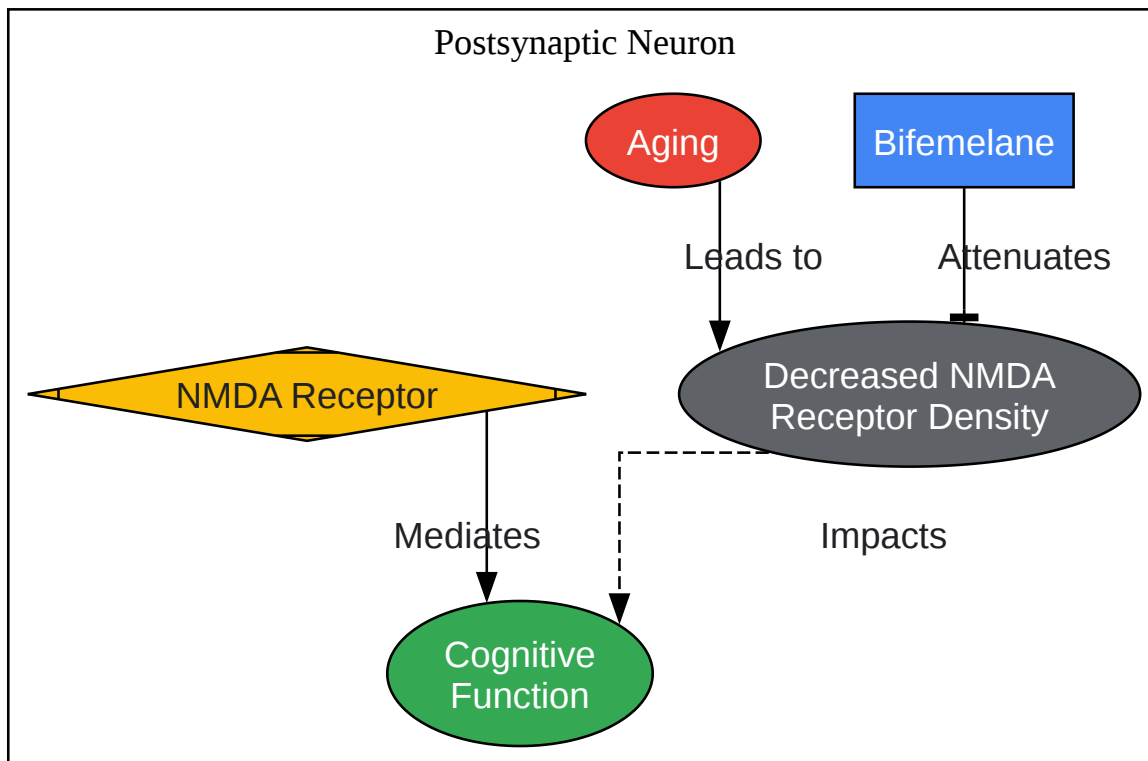 Postsynaptic Neuron
Aging
Bifemelane
Leads to
Attenuates
NMDA Receptor
Decreased NMDA
Receptor Density
Mediates
Impacts
Cognitive
Function